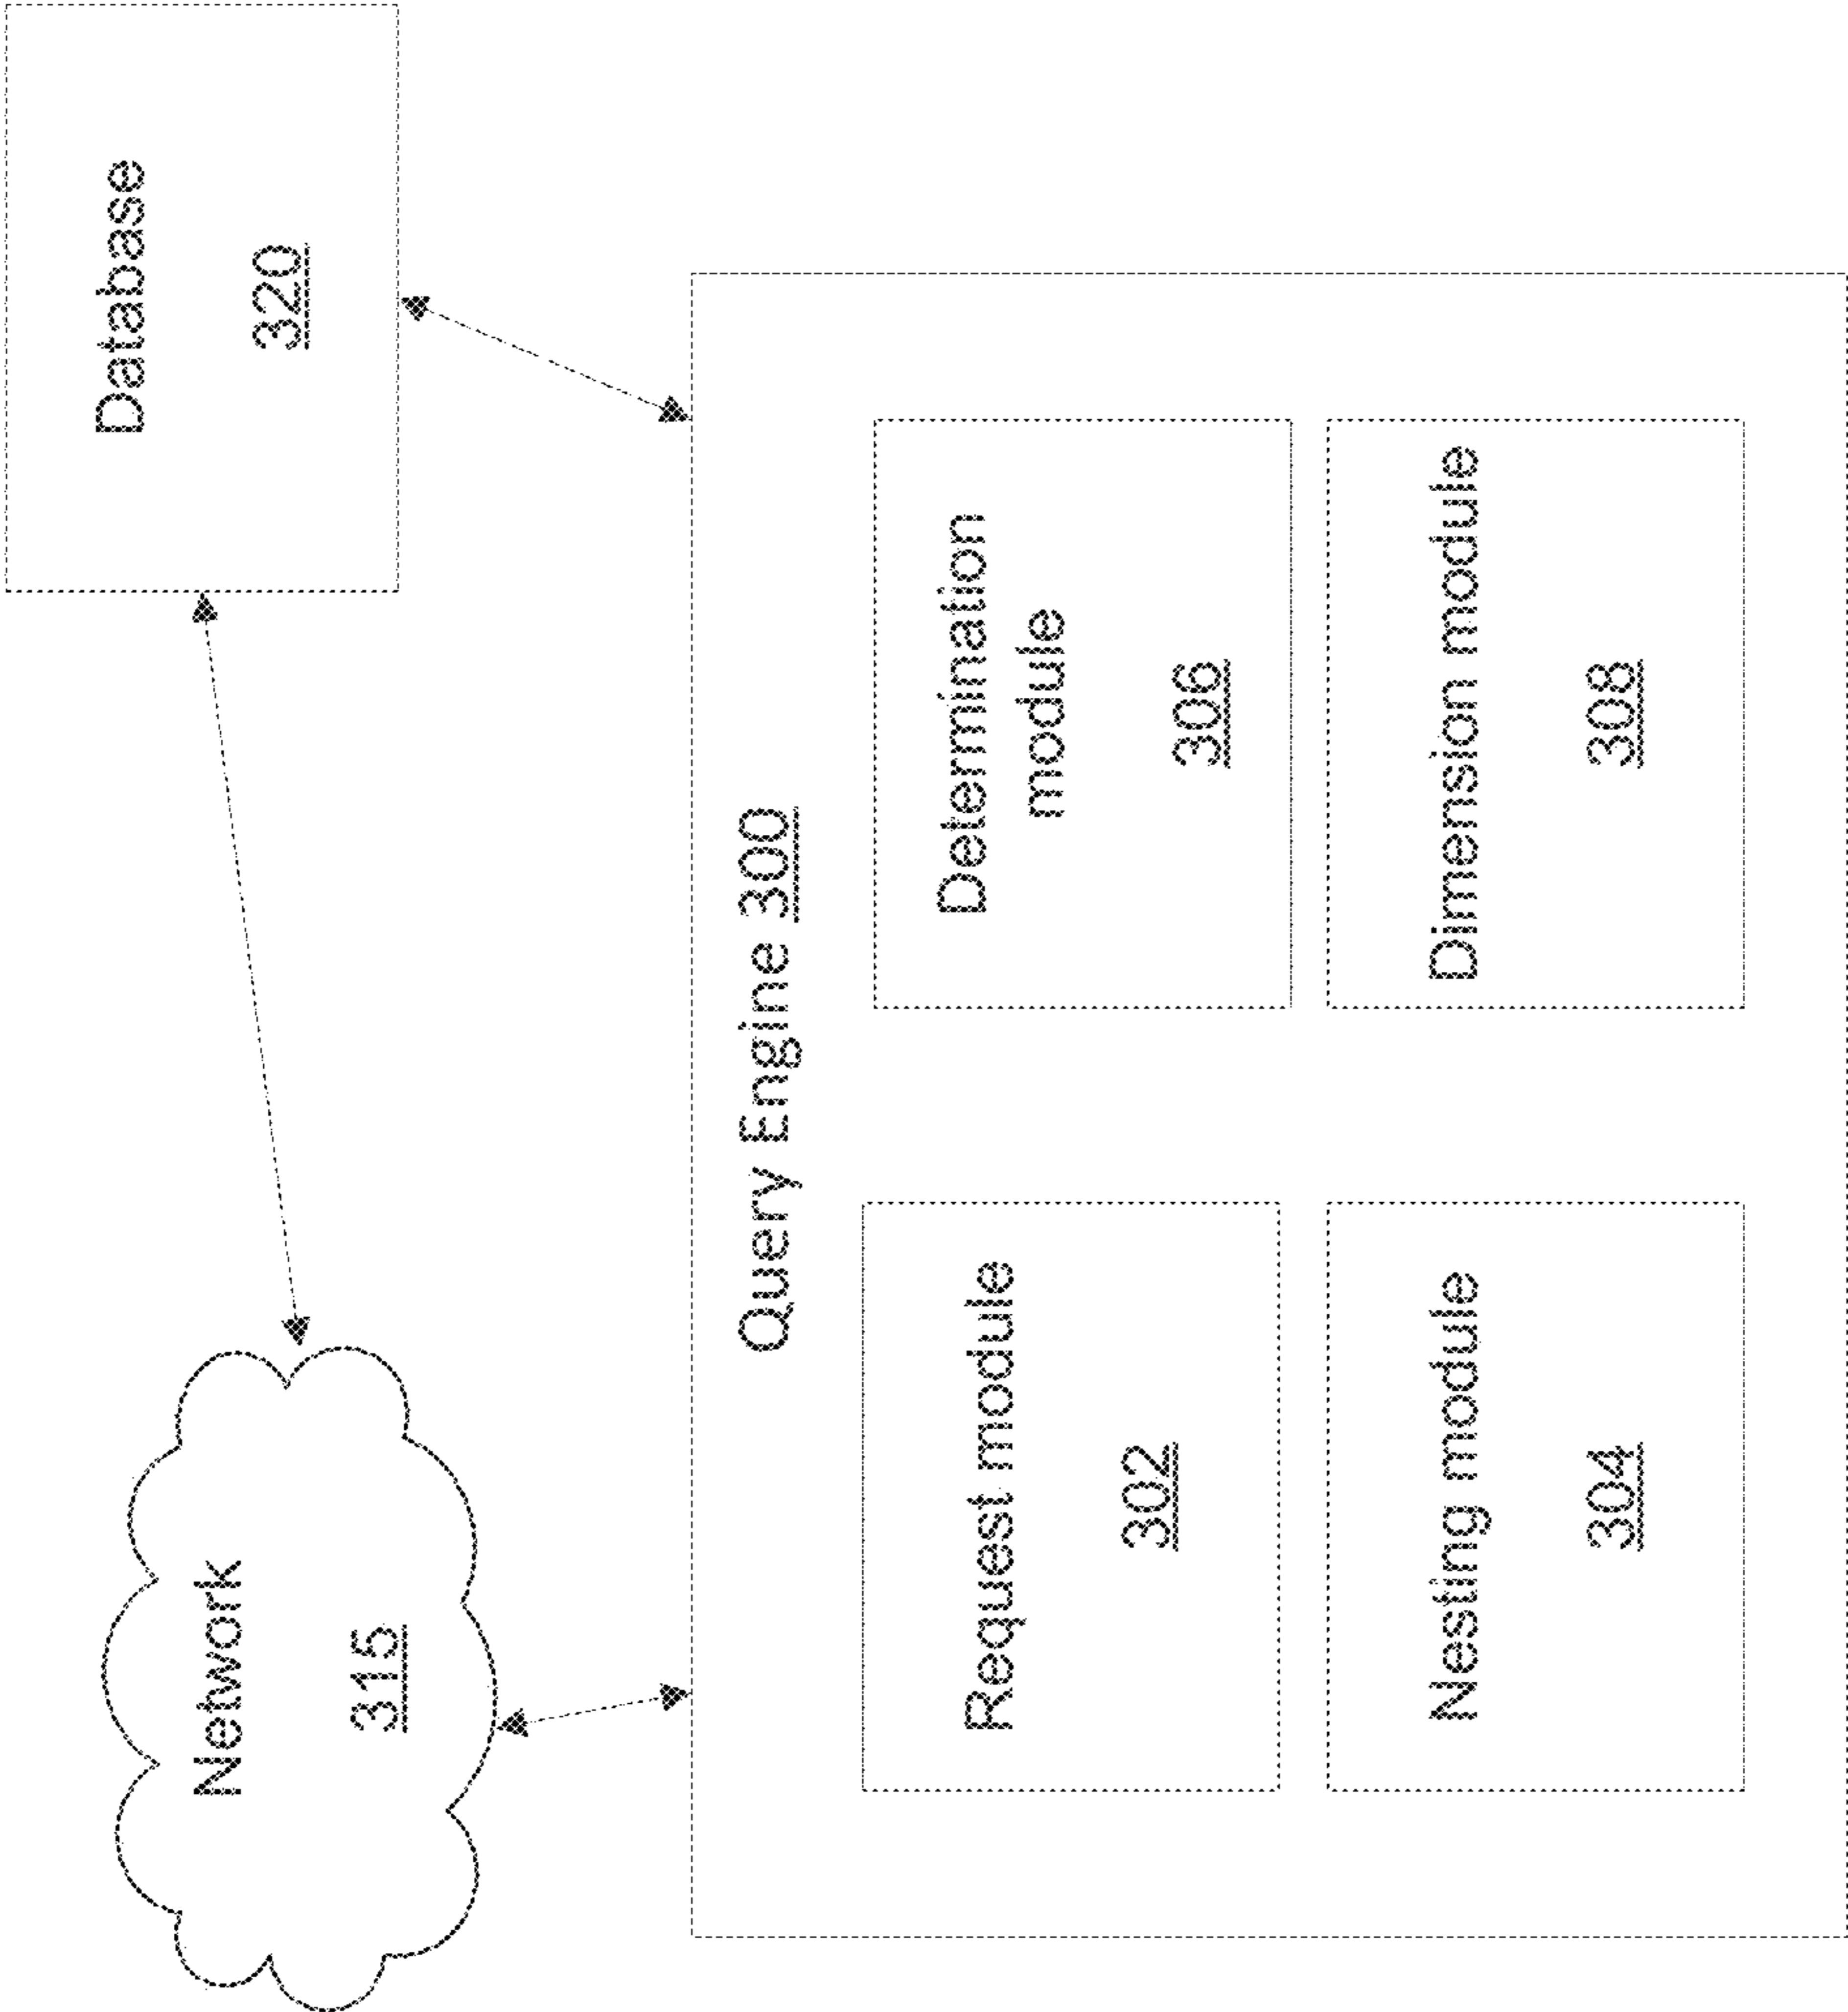 Network
315
Database
320
Query Engine 300
Request module
302
Determination
module
306
Nesting module
304
Dimension module
308